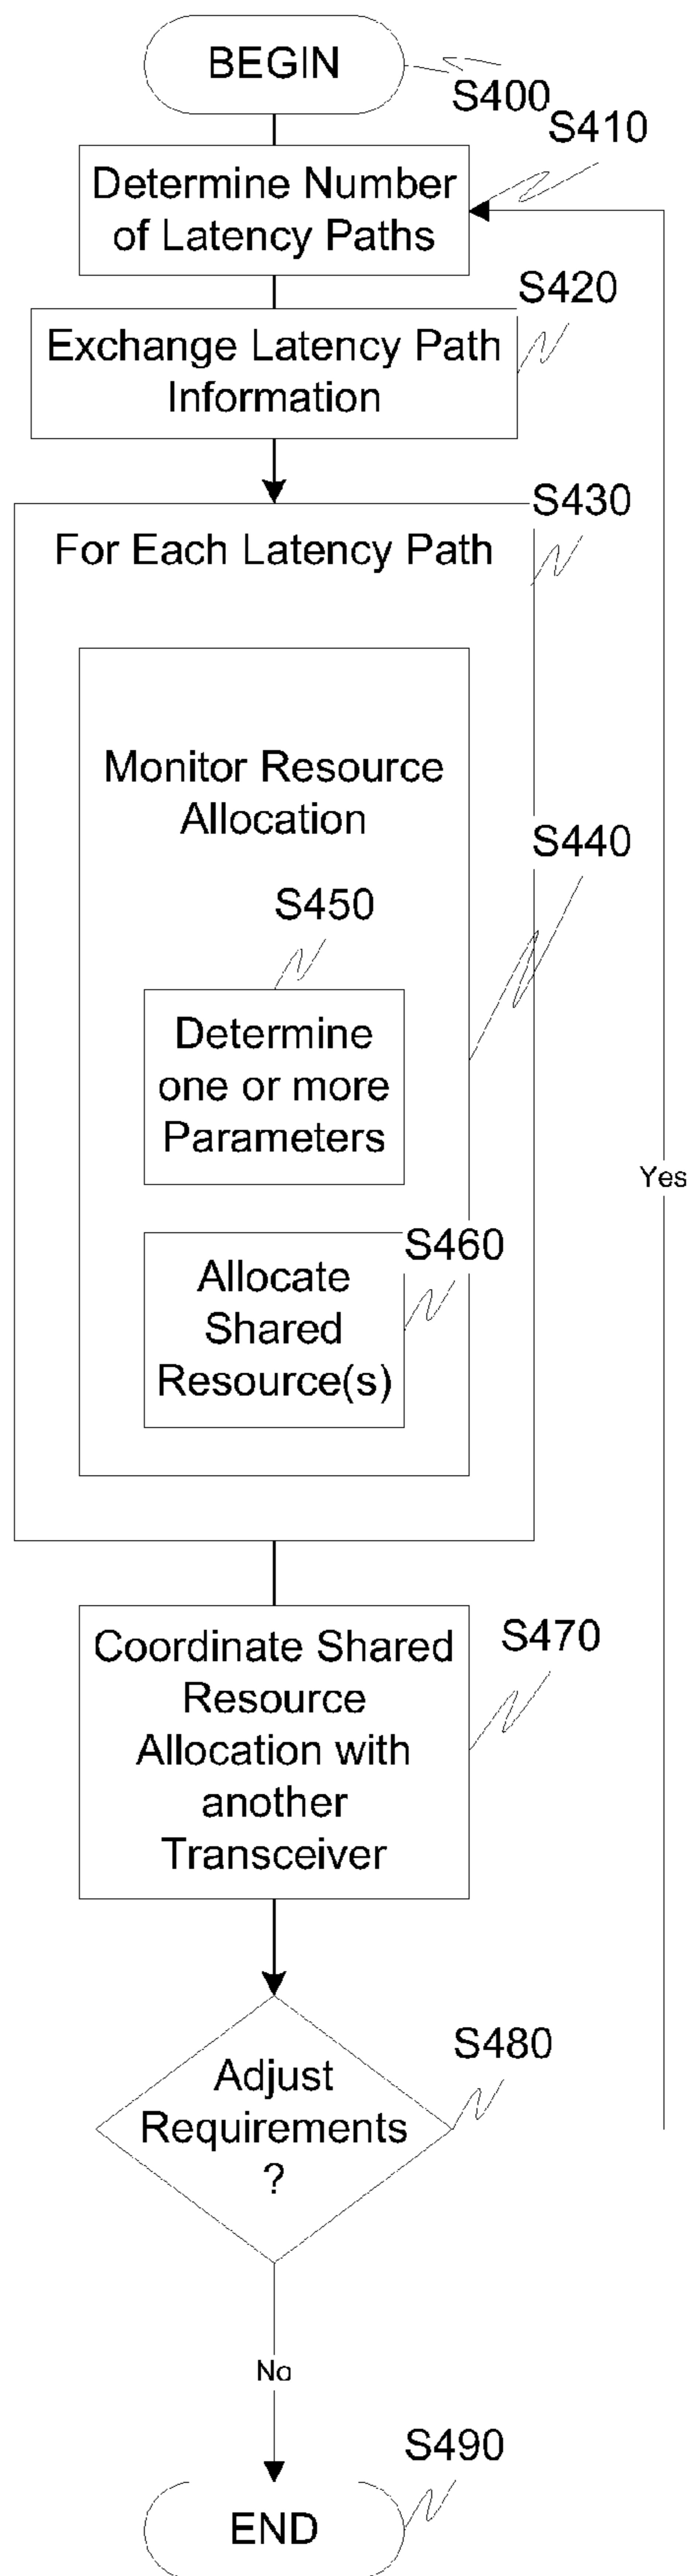 BEGIN
S400
S410
Determine Number
of Latency Paths
S420
Exchange Latency Path
Information
S430
For Each Latency Path
Monitor Resource
Allocation
S440
S450
Determine
one or more
Parameters
Yes
S460
Allocate
Shared
Resource(s)
S470
Coordinate Shared
Resource
Allocation with
another
Transceiver
S480
Adjust
Requirements
?
No
S490
END